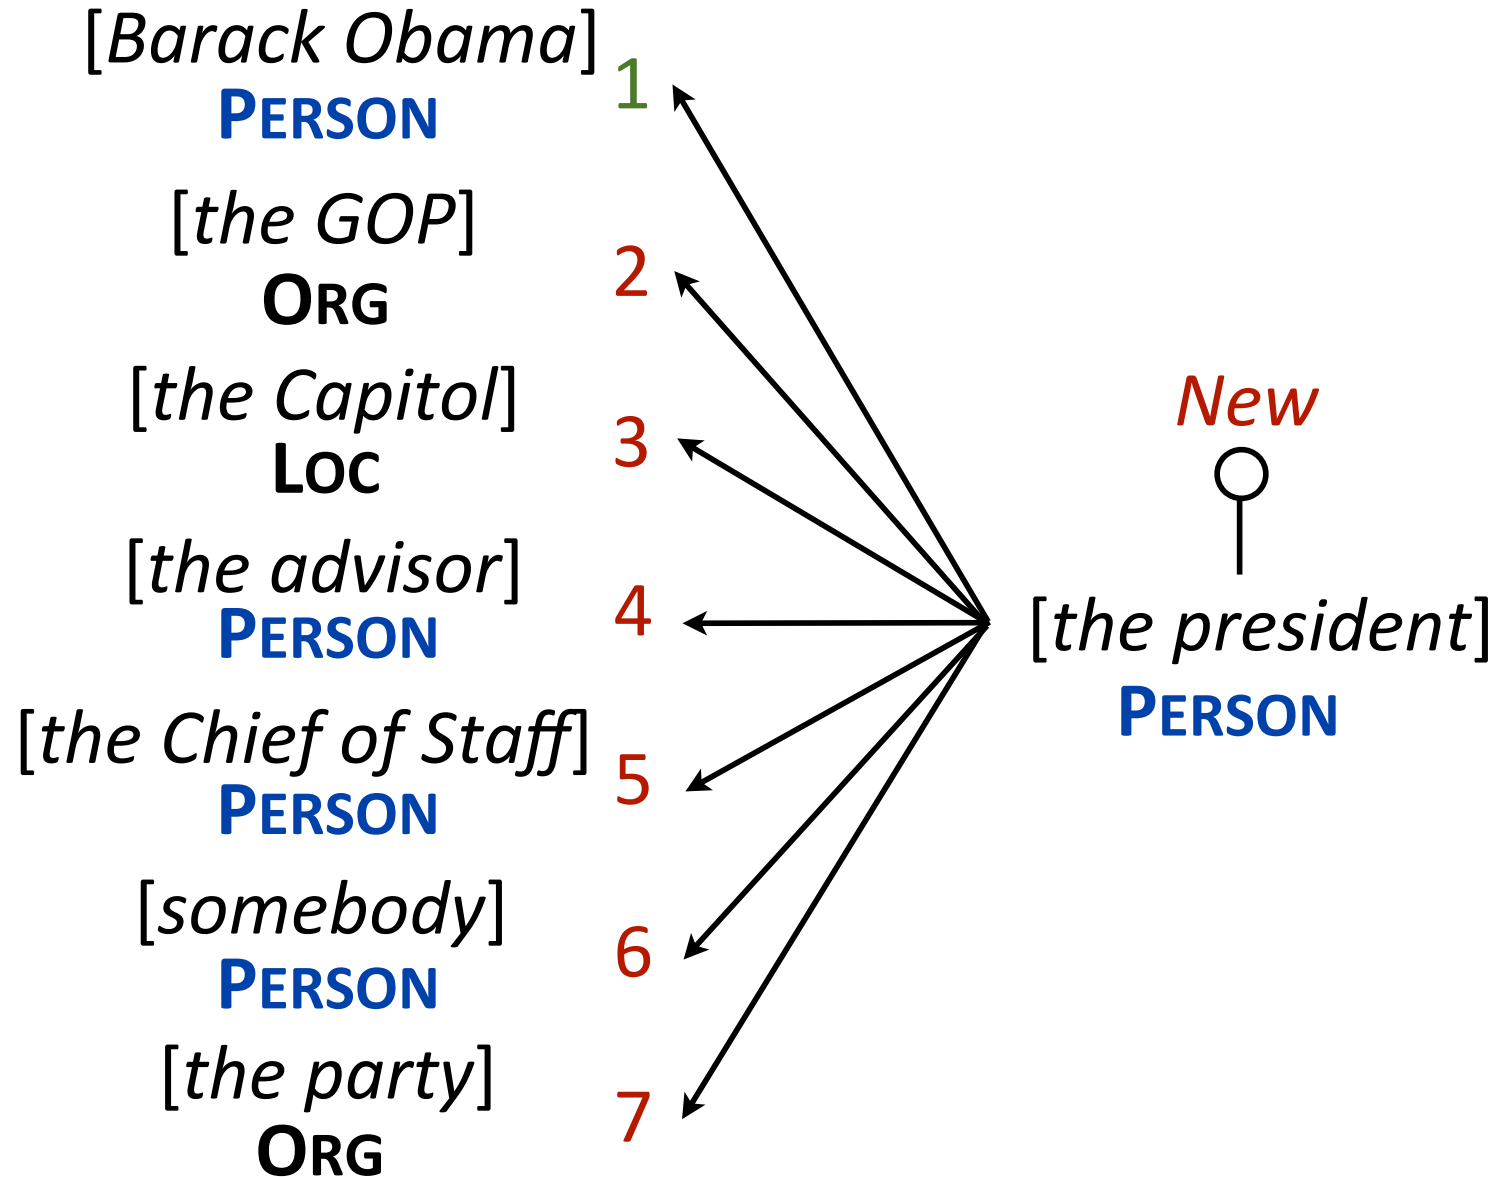 [Barack Obama]
1
PERSON
[the GOP]
2
ORG
[the Capitol]
3
LOC
[the advisor]
4
PERSON
[the Chief of Staff]
5
PERSON
[somebody]
6
PERSON
[the party]
7
ORG
New
[the president]
PERSON